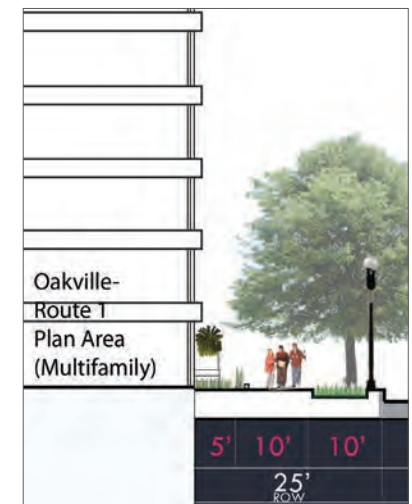 Oakville-
Route 1
Plan Area
(Multifamily)
5' 10' 10'
25'
ROW